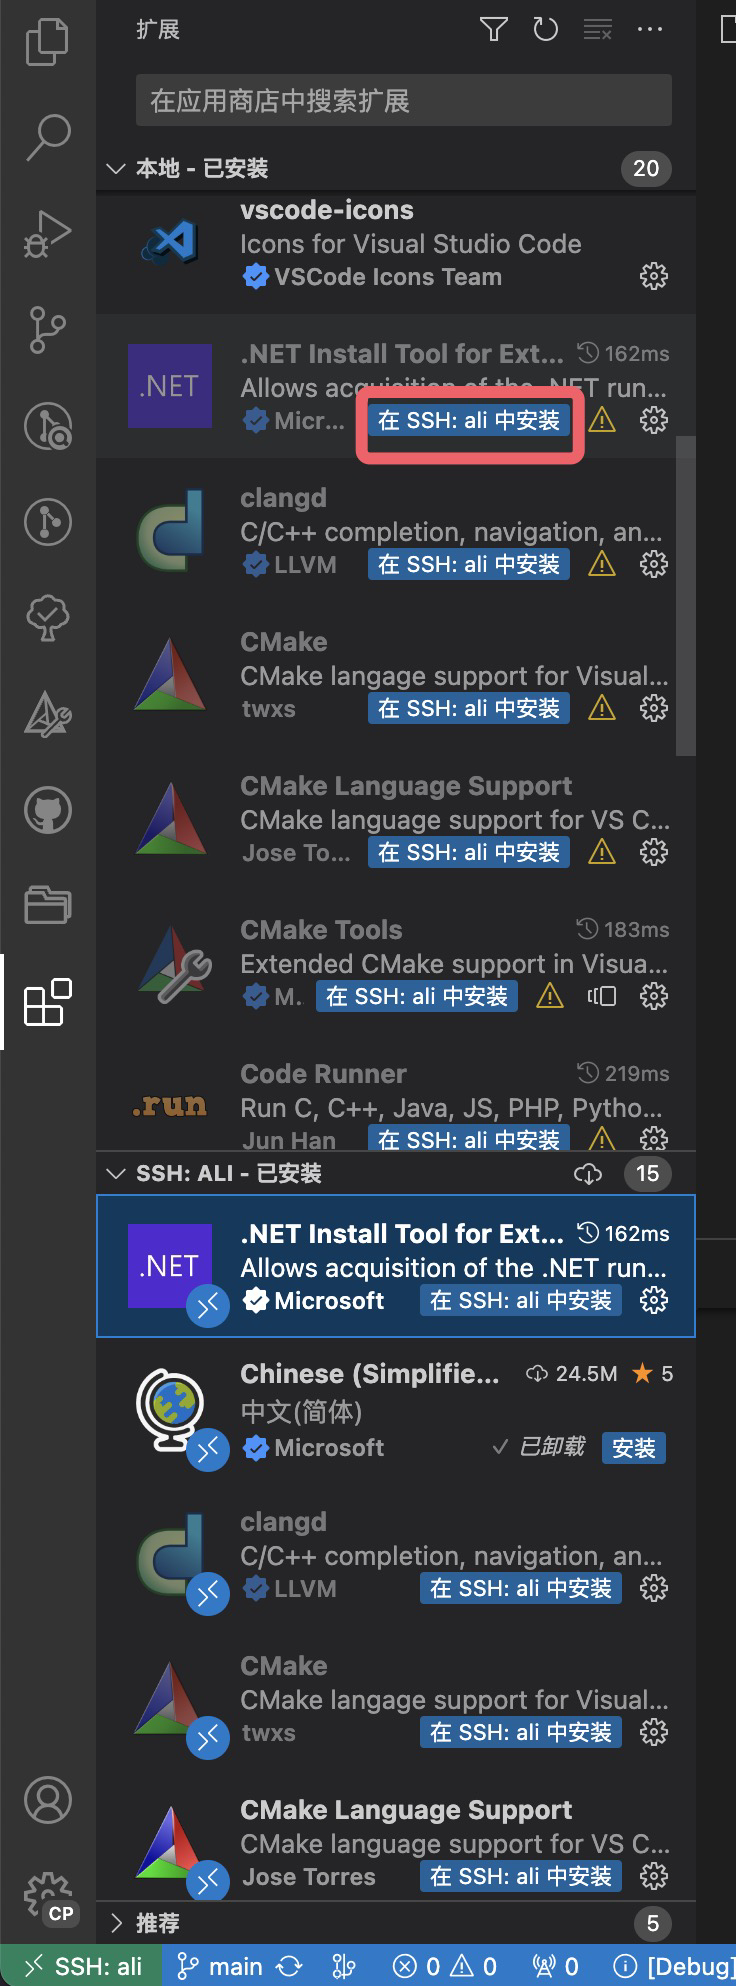 扩展
在应用商店中搜索扩展
本地 - 已安装 20
vscode-icons
Icons for Visual Studio Code
VSCode Icons Team
.NET
.NET Install Tool for Ext... 162ms
Allows acquisition of the .NET run...
Micr... 在 SSH: ali 中安装
clangd
C/C++ completion, navigation, an...
LLVM 在 SSH: ali 中安装
CMake
CMake langage support for Visual...
twxs 在 SSH: ali 中安装
CMake Language Support
CMake language support for VS C...
Jose To... 在 SSH: ali 中安装
CMake Tools 183ms
Extended CMake support in Visua...
M. 在 SSH: ali 中安装
.run
Code Runner 219ms
Run C, C++, Java, JS, PHP, Pytho...
Jun Han 在 SSH: ali 中安装
SSH: ALI - 已安装 15
.NET
.NET Install Tool for Ext... 162ms
Allows acquisition of the .NET run...
Microsoft 在 SSH: ali 中安装
Chinese (Simplifie... 24.5M 5
中文(简体)
Microsoft 已卸载 安装
clangd
C/C++ completion, navigation, an...
LLVM 在 SSH: ali 中安装
CMake
CMake langage support for Visual...
twxs 在 SSH: ali 中安装
CMake Language Support
CMake language support for VS C...
Jose Torres 在 SSH: ali 中安装
CP
推荐 5
SSH: ali main 0 0 0 [Debug]